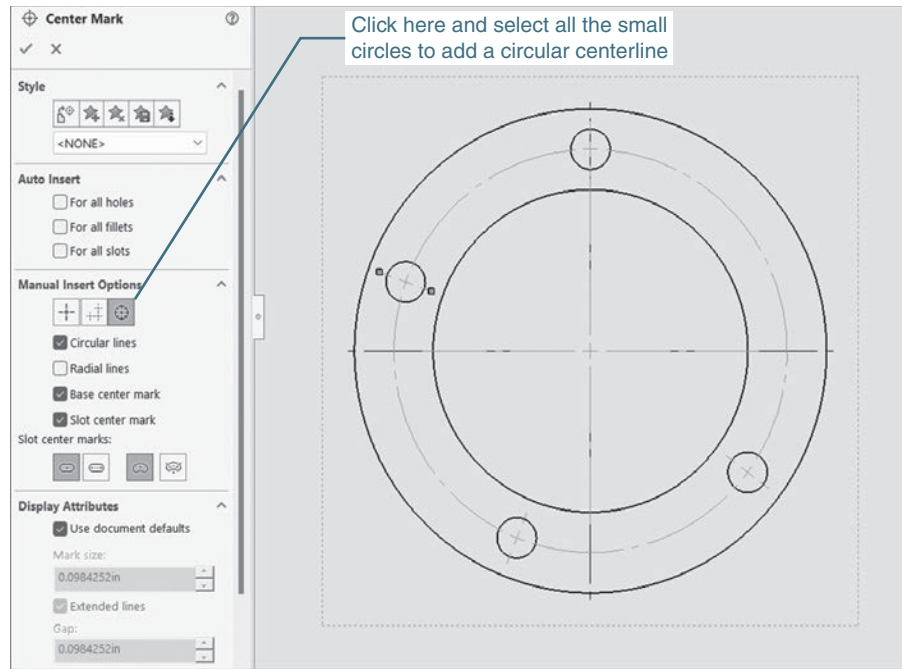 Center Mark
Click here and select all the small
circles to add a circular centerline
Style
<NONE>
Auto Insert
For all holes
For all fillets
For all slots
Manual Insert Options
Circular lines
Radial lines
Base center mark
Slot center mark
Slot center marks:
Display Attributes
Use document defaults
Mark size:
0.0984252in
Extended lines
Gap:
0.0984252in